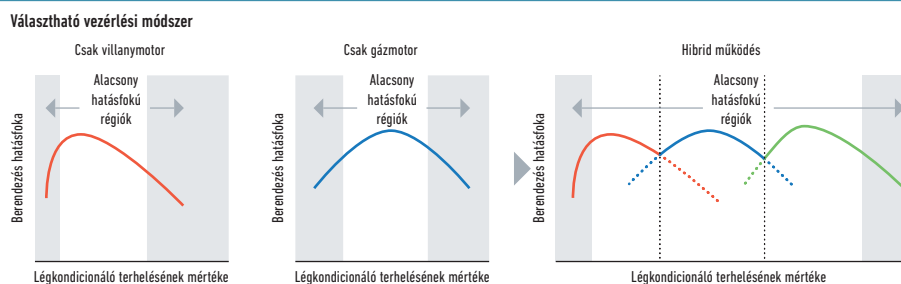 Választható vezérlési módszer
Csak villanymotor
Alacsony
hatásfokú
régiók
Berendezés hatásfoka
Légkondicionáló terhelésének mértéke
Csak gázmotor
Alacsony
hatásfokú
régiók
Berendezés hatásfoka
Légkondicionáló terhelésének mértéke
Hibrid működés
Alacsony
hatásfokú
régiók
Berendezés hatásfoka
Légkondicionáló terhelésének mértéke